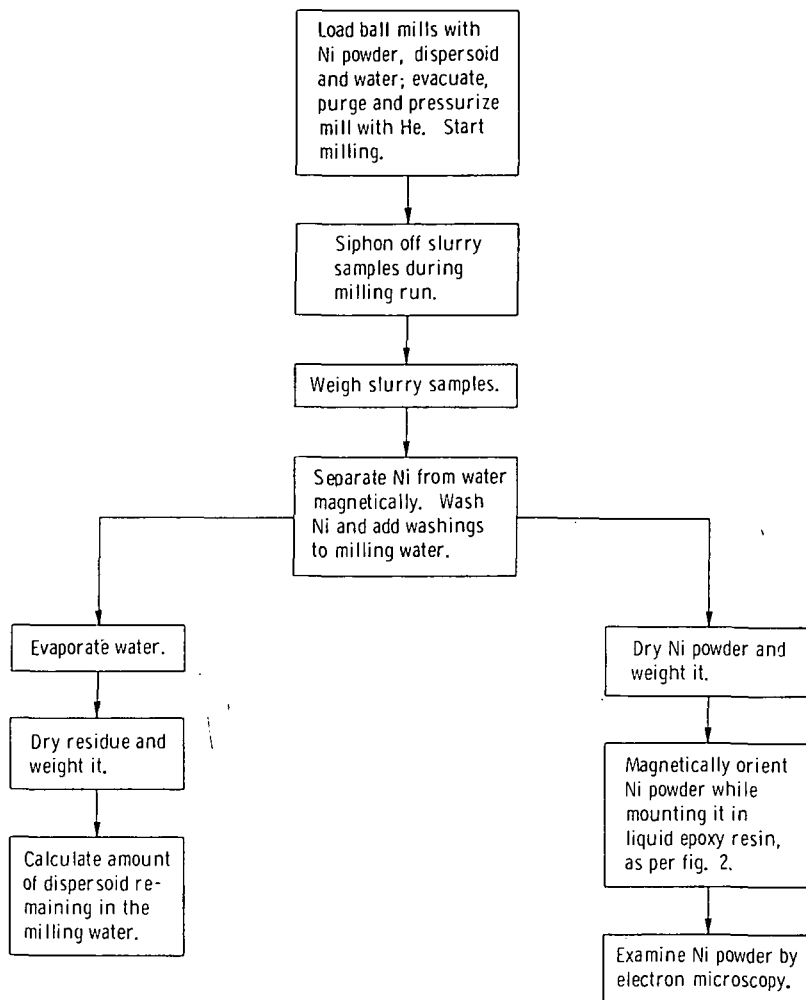 Load ball mills with
Ni powder, dispersoid
and water; evacuate,
purge and pressurize
mill with He. Start
milling.
Siphon off slurry
samples during
milling run.
Weigh slurry samples.
Separate Ni from water
magnetically. Wash
Ni and add washings
to milling water.
Evaporate water.
Dry residue and
weight it.
Calculate amount
of dispersoid re-
maining in the
milling water.
Dry Ni powder and
weight it.
Magnetically orient
Ni powder while
mounting it in
liquid epoxy resin,
as per fig. 2.
Examine Ni powder by
electron microscopy.